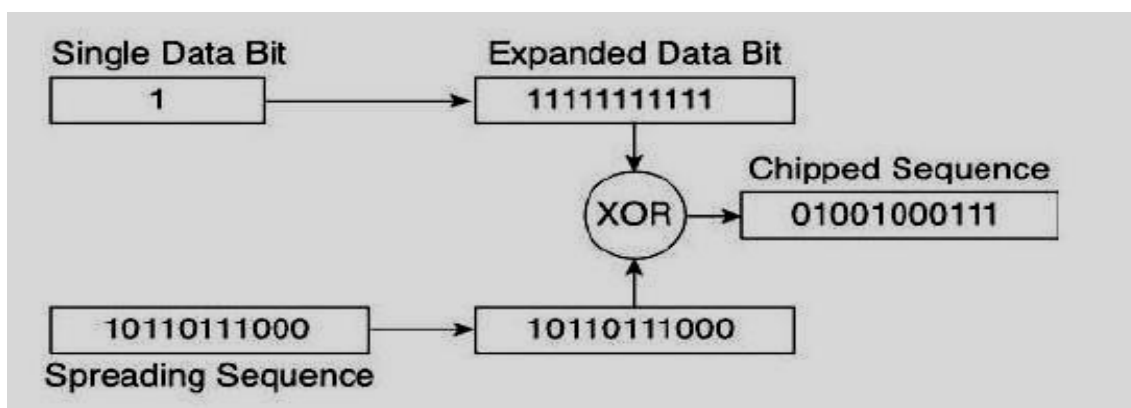 Single Data Bit
Expanded Data Bit
1
11111111111
Chipped Sequence
XOR
01001000111
10110111000
10110111000
Spreading Sequence